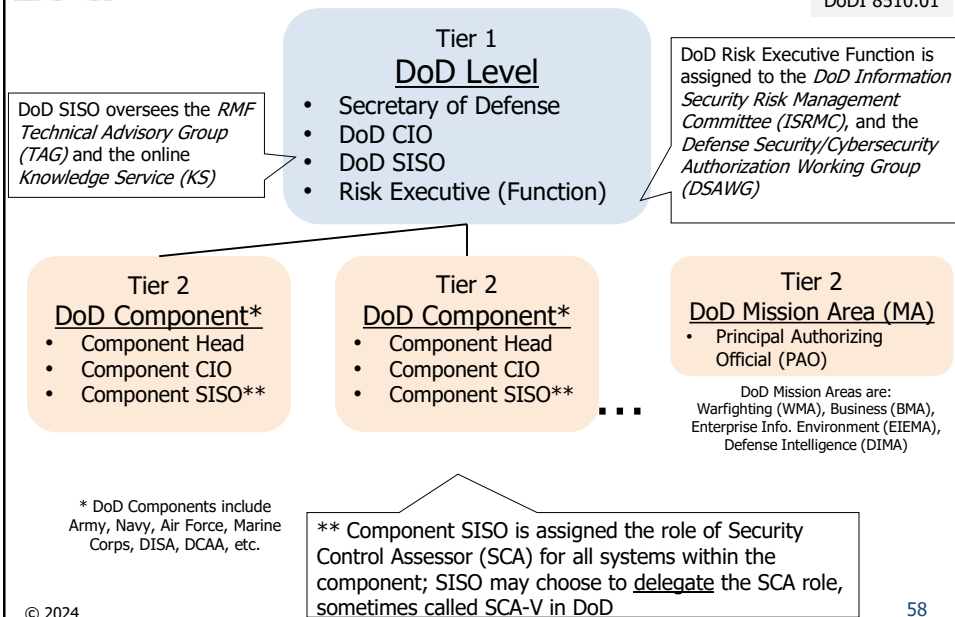 DoDI 8510.01
Tier 1
DoD Level
• Secretary of Defense
• DoD CIO
• DoD SISO
• Risk Executive (Function)
DoD SISO oversees the RMF
Technical Advisory Group
(TAG) and the online
Knowledge Service (KS)
DoD Risk Executive Function is
assigned to the DoD Information
Security Risk Management
Committee (ISRMC), and the
Defense Security/Cybersecurity
Authorization Working Group
(DSAWG)
Tier 2
DoD Component*
• Component Head
• Component CIO
• Component SISO**
Tier 2
DoD Component*
• Component Head
• Component CIO
• Component SISO**
...
Tier 2
DoD Mission Area (MA)
• Principal Authorizing
Official (PAO)
DoD Mission Areas are:
Warfighting (WMA), Business (BMA),
Enterprise Info. Environment (EIEMA),
Defense Intelligence (DIMA)
* DoD Components include
Army, Navy, Air Force, Marine
Corps, DISA, DCAA, etc.
** Component SISO is assigned the role of Security
Control Assessor (SCA) for all systems within the
component; SISO may choose to delegate the SCA role,
sometimes called SCA-V in DoD
© 2024
58